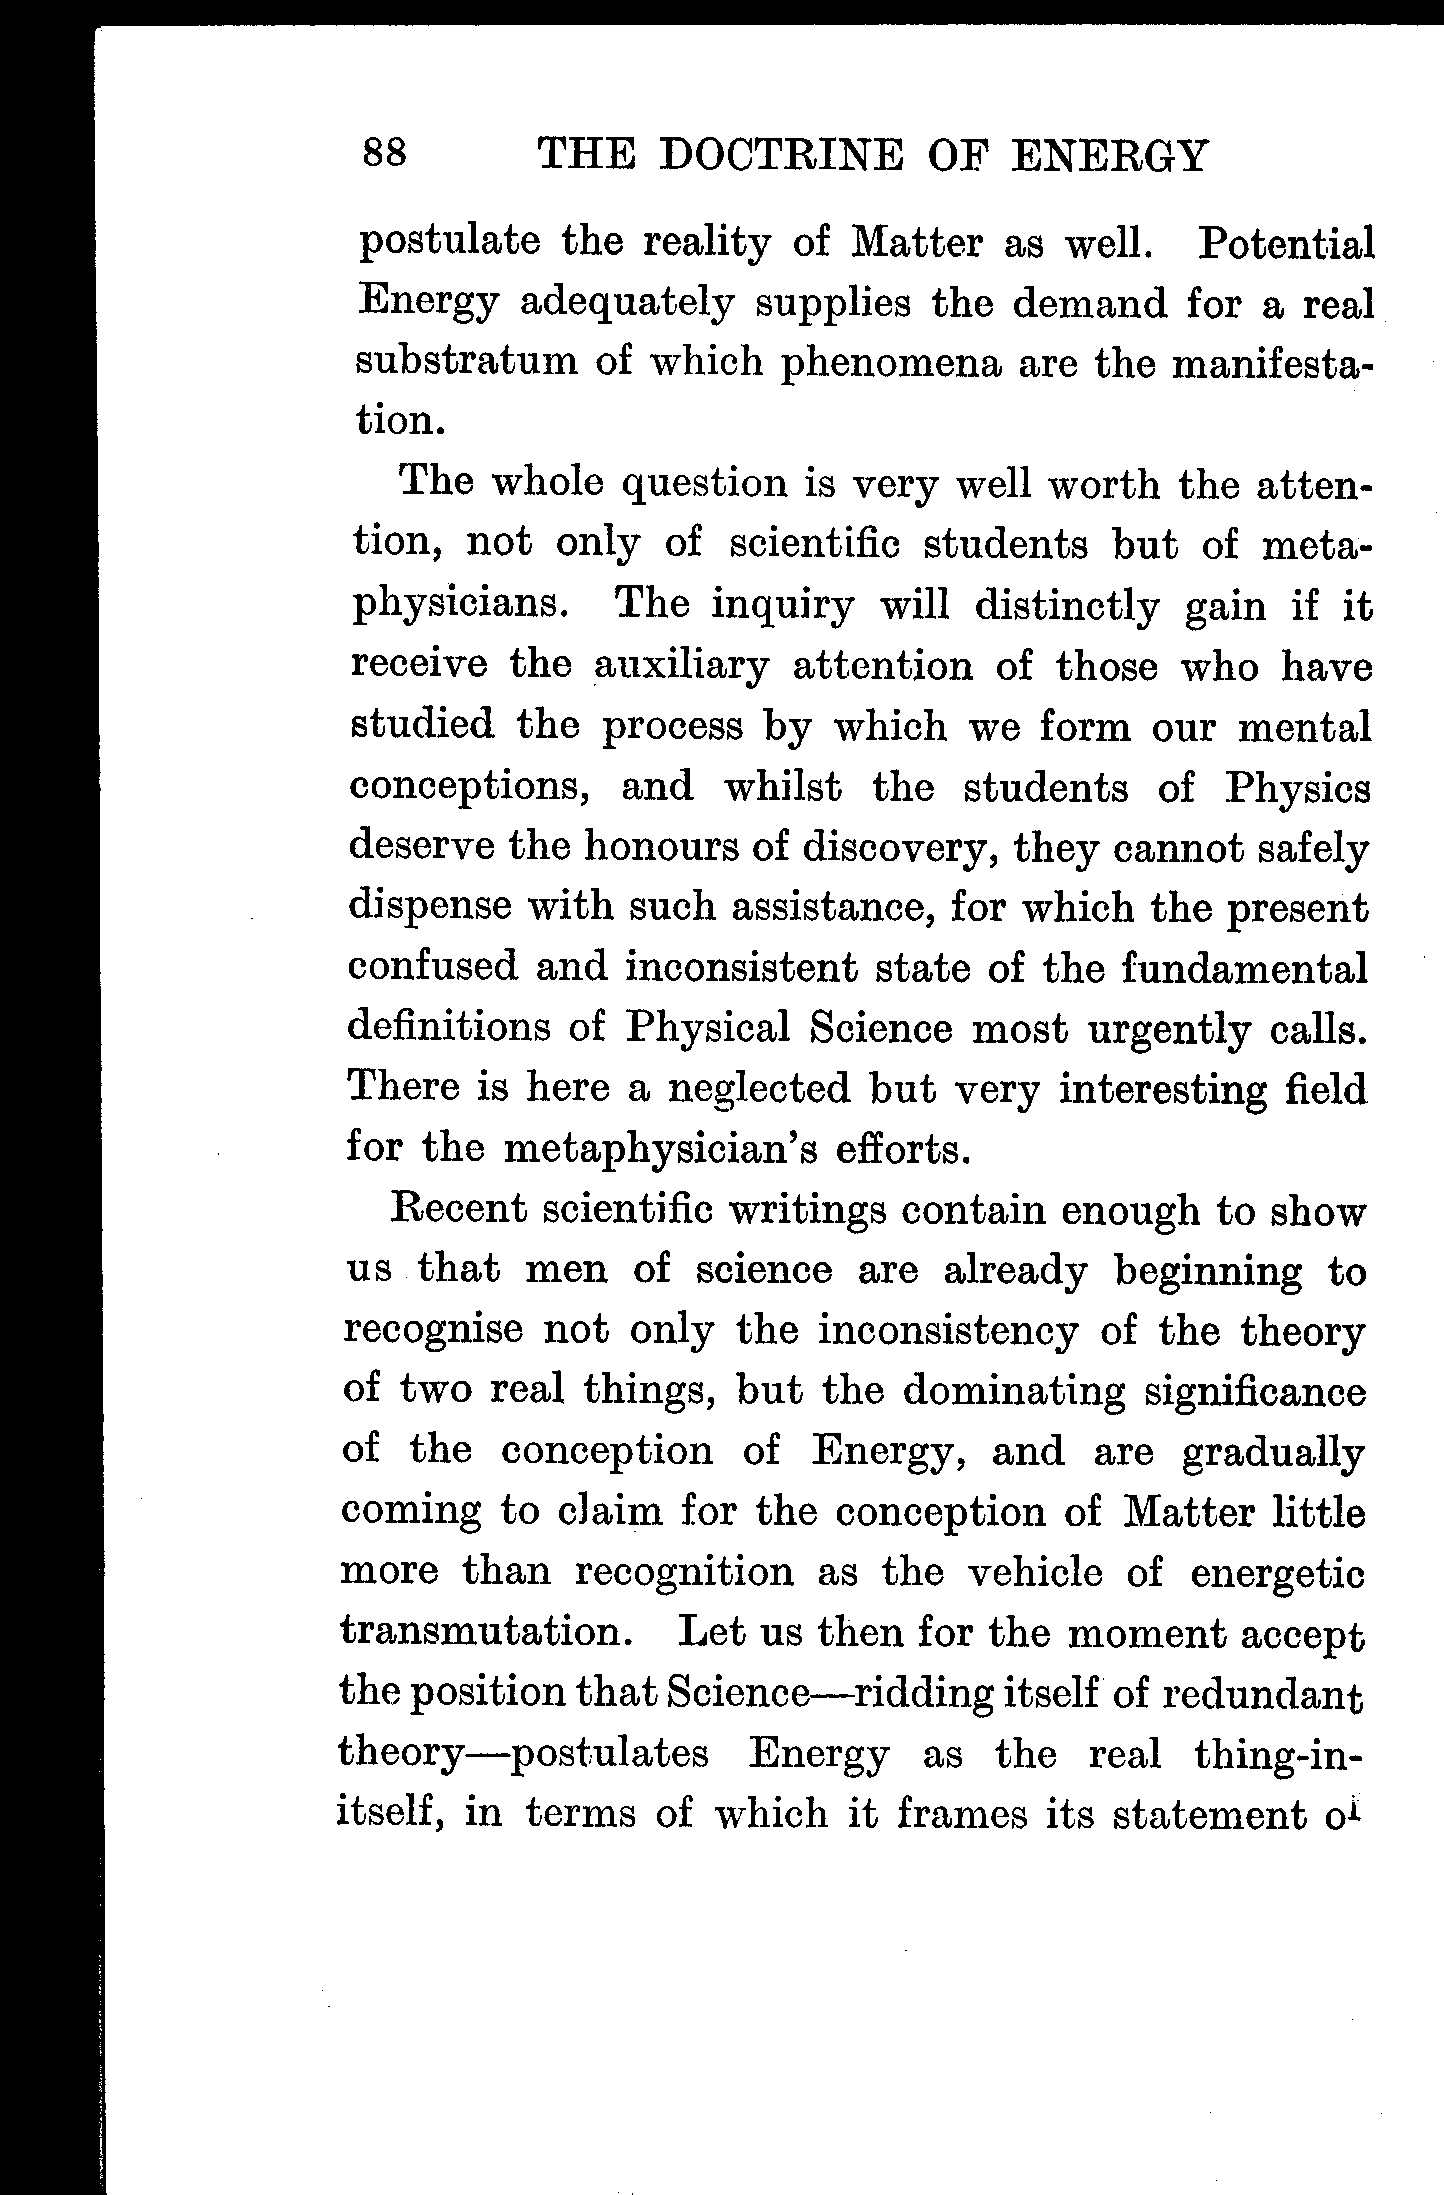 88 THE DOCTRINE OF ENERGY
postulate the reality of Matter as well. Potential
Energy adequately supplies the demand for a real
substratum of which phenomena are the manifesta-
tion.
The whole question is very well worth the atten-
tion, not only of scientific students but of meta-
physicians. The inquiry will distinctly gain if it
receive the auxiliary attention of those who have
studied the process by which we form our mental
conceptions, and whilst the students of Physics
deserve the honours of discovery, they cannot safely
dispense with such assistance, for which the present
confused and inconsistent state of the fundamental
definitions of Physical Science most urgently calls.
There is here a neglected but very interesting field
for the metaphysician's efforts.
Recent scientific writings contain enough to show
us that men of science are already beginning to
recognise not only the inconsistency of the theory
of two real things, but the dominating significance
of the conception of Energy, and are gradually
coming to claim for the conception of Matter little
more than recognition as the vehicle of energetic
transmutation. Let us then for the moment accept
the position that Science—ridding itself of redundant
theory—postulates Energy as the real thing-in-
itself, in terms of which it frames its statement of